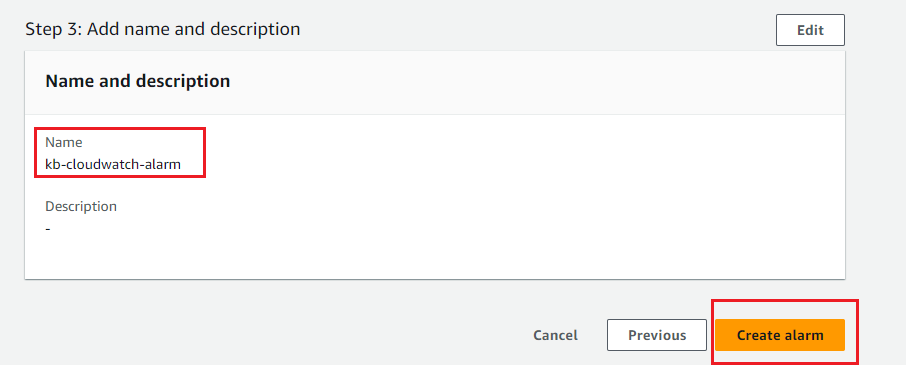 Step 3: Add name and description
Edit
Name and description
Name
kb-cloudwatch-alarm
Description
-
Cancel
Previous
Create alarm